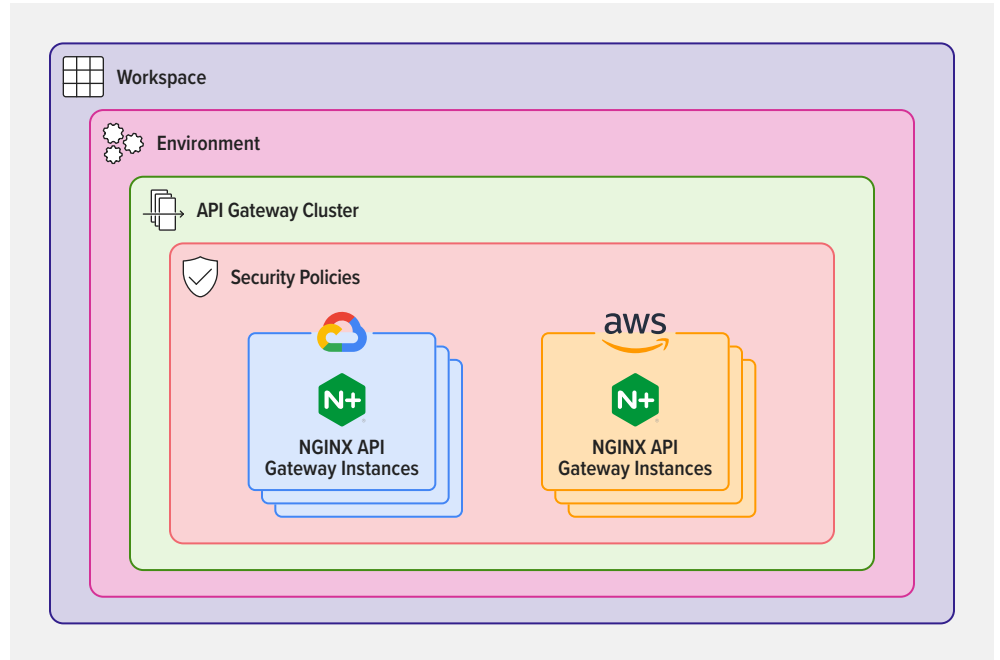 Workspace
Environment
API Gateway Cluster
Security Policies
aws
N+
NGINX API
Gateway Instances
N+
NGINX API
Gateway Instances